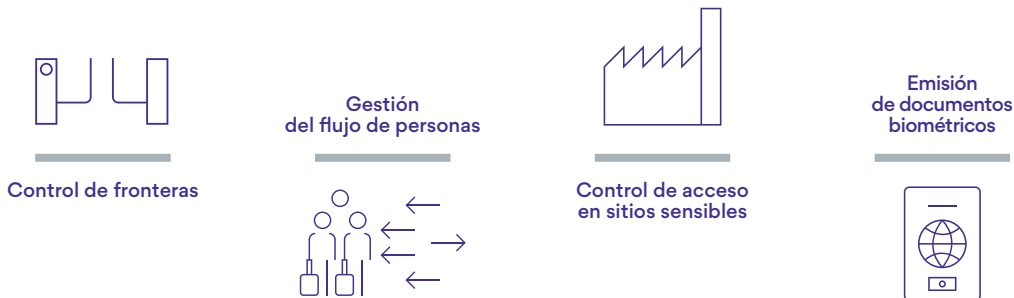 Control de fronteras
Gestión
del flujo de personas
Control de acceso
en sitios sensibles
Emisión
de documentos
biométricos